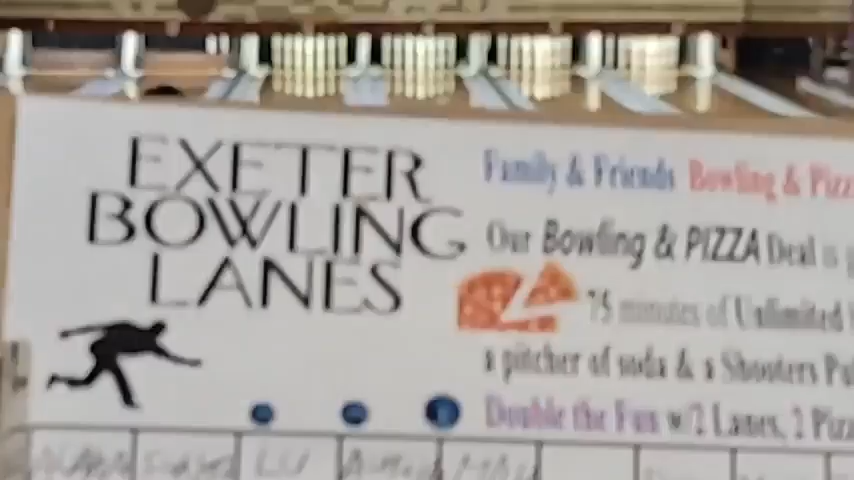 EXETER
BOWLING
LANES
Family & Friends Bowling & Pizz
Our Bowling & PIZZA Deal is
75 minutes of Unlimited
a pitcher of soda & a Shooters Pu
Double the Fun w/2 Lanes, 2 Pizz